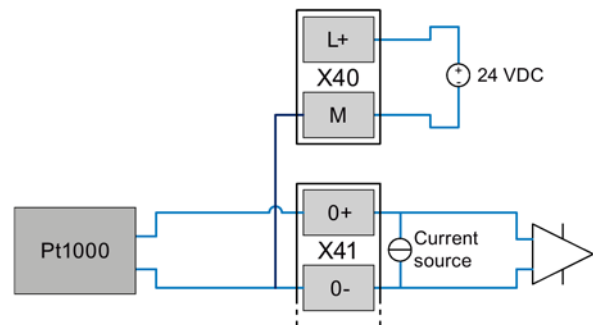 L+
X40
M
+
-
24 VDC
Pt1000
0+
X41
0-
Current
source